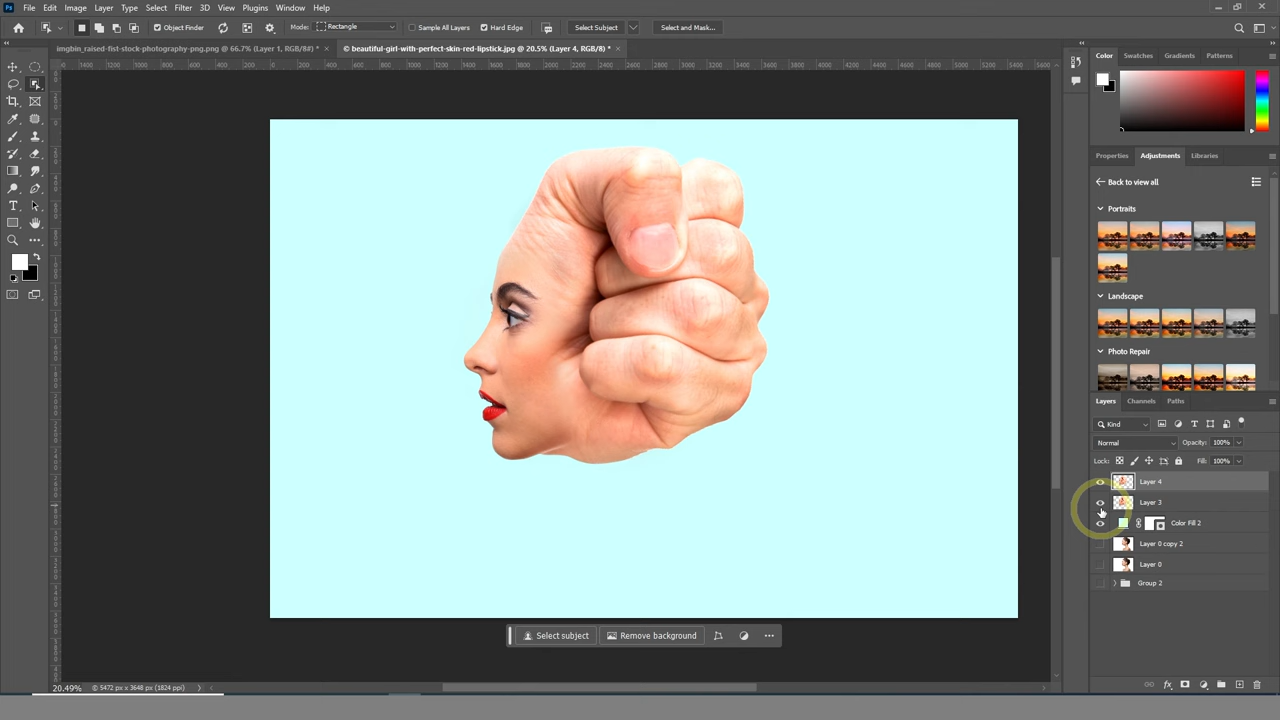 Ps File Edit Image Layer Type Select Filter 3D View Plugins Window Help
Object Finder Mode: Rectangle Sample All Layers Hard Edge Select Subject Select and Mask...
imgbin_raised-fist-stock-photography-png.png @ 66.7% (Layer 1, RGB/8#) * × © beautiful-girl-with-perfect-skin-red-lipstick.jpg @ 20.5% (Layer 4, RGB/8) * ×
Color Swatches Gradients Patterns
Properties Adjustments Libraries
Back to view all
Portraits
Landscape
Photo Repair
Layers Channels Paths
Kind
Normal Opacity: 100%
Lock: Fill: 100%
Layer 4
Layer 3
Color Fill 2
Layer 0 copy 2
Layer 0
Group 2
Select subject Remove background
20.49% © 5472 px x 3648 px (1824 ppi)